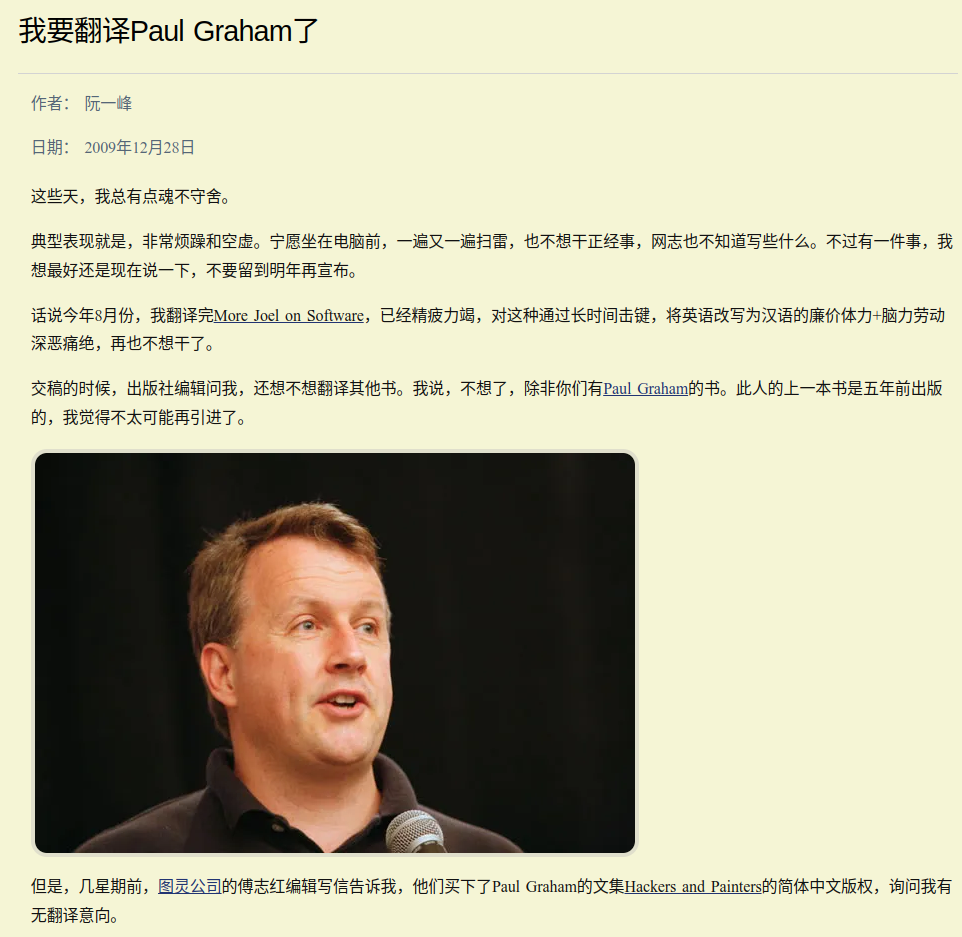 我要翻译Paul Graham了
作者： 阮一峰
日期： 2009年12月28日
这些天，我总有点魂不守舍。
典型表现就是，非常烦躁和空虚。宁愿坐在电脑前，一遍又一遍扫雷，也不想干正经事，网志也不知道写些什么。不过有一件事，我
想最好还是现在说一下，不要留到明年再宣布。
话说今年8月份，我翻译完More Joel on Software，已经精疲力竭，对这种通过长时间击键，将英语改写为汉语的廉价体力+脑力劳动
深恶痛绝，再也不想干了。
交稿的时候，出版社编辑问我，还想不想翻译其他书。我说，不想了，除非你们有Paul Graham的书。此人的上一本书是五年前出版
的，我觉得不太可能再引进了。
但是，几星期前，图灵公司的傅志红编辑写信告诉我，他们买下了Paul Graham的文集Hackers and Painters的简体中文版权，询问我有
无翻译意向。